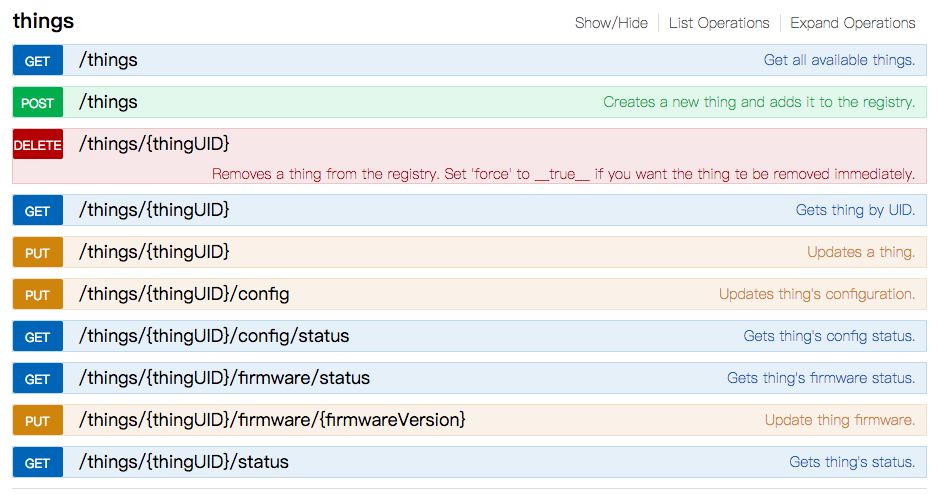 things Show/Hide List Operations Expand Operations
GET /things Get all available things.
POST /things Creates a new thing and adds it to the registry.
DELETE /things/{thingUID}
Removes a thing from the registry. Set 'force' to __true__ if you want the thing te be removed immediately.
GET /things/{thingUID} Gets thing by UID.
PUT /things/{thingUID} Updates a thing.
PUT /things/{thingUID}/config Updates thing's configuration.
GET /things/{thingUID}/config/status Gets thing's config status.
GET /things/{thingUID}/firmware/status Gets thing's firmware status.
PUT /things/{thingUID}/firmware/{firmwareVersion} Update thing firmware.
GET /things/{thingUID}/status Gets thing's status.